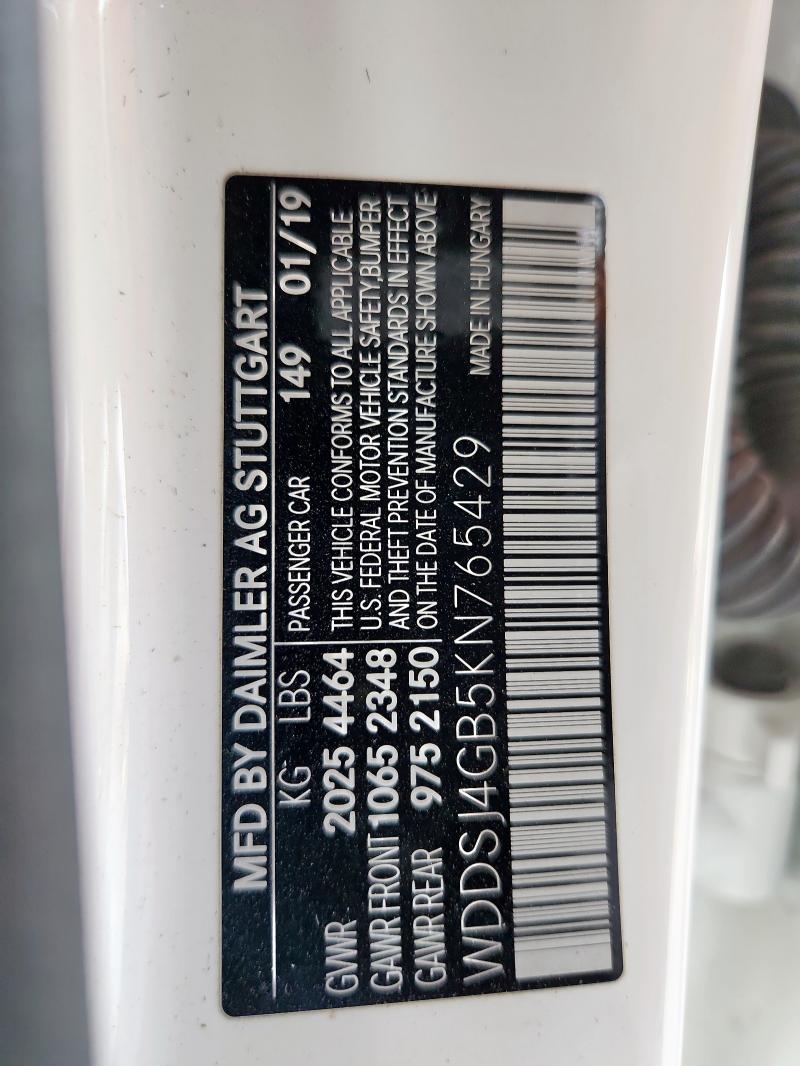 MFD BY DAIMLER AG STUTTGART
KG LBS PASSENGER CAR 149 01/19
GVWR 2025 4464 THIS VEHICLE CONFORMS TO ALL APPLICABLE
GAWR FRONT 1065 2348 U.S. FEDERAL MOTOR VEHICLE SAFETY,BUMPER
GAWR REAR 975 2150 AND THEFT PREVENTION STANDARDS IN EFFECT
ON THE DATE OF MANUFACTURE SHOWN ABOVE
WDDSJ4GB5KN765429 MADE IN HUNGARY